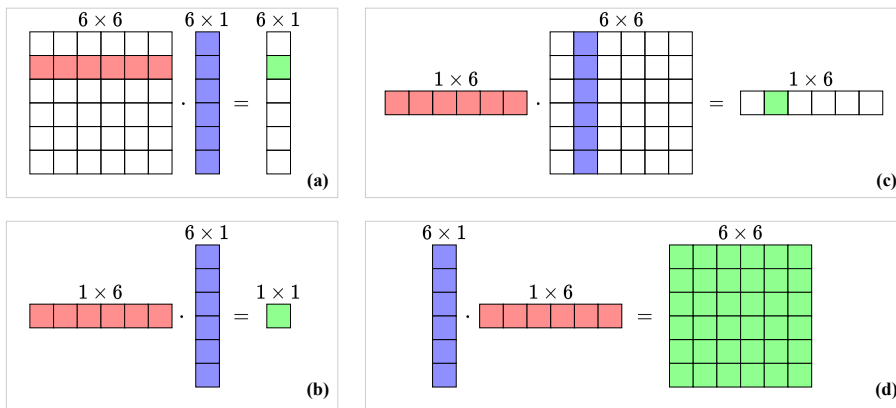 6 × 6 6 × 1 6 × 1
· =
(a)
6 × 6
1 × 6 1 × 6
· =
(c)
6 × 1
1 × 6 1 × 1
· =
(b)
6 × 1 6 × 6
1 × 6
· =
(d)